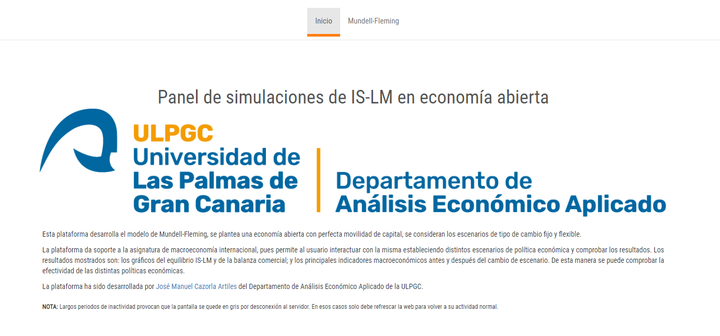 Inicio
Mundell-Fleming
Panel de simulaciones de IS-LM en economía abierta
ULPGC
Universidad de
Las Palmas de
Gran Canaria
Departamento de
Análisis Económico Aplicado
Esta plataforma desarralla el modelo de Mundell-Fleming, se plantea una economía abierta con perfecta movilidad de capital, se consideran los escenarios de tipo de cambio fijo y flexible.
La plataforma da soporte a la asignatura de macroeconomía internacional, pues permite al usuario interactuar con la misma estableciendo distintos escenarios de política económica y comprobar los resultados. Los
resultados mostrados son: los gráficos del equilibrio IS-LM y de la balanza comercial; y los principales indicadores macroeconómicos antes y después del cambio de escenario. De esta manera se puede comprobar la
efectividad de las distintas políticas económicas.
La plataforma ha sido desarrollada por José Manuel Cazorla Artiles del Departamento de Análisis Económico Aplicado de la ULPGC.
NOTA: Largos periodos de inactividad provocan que la pantalla se quede en gris por desconexión al servidor. En esos casos solo debe refrescar la web para volver a su actividad normal.